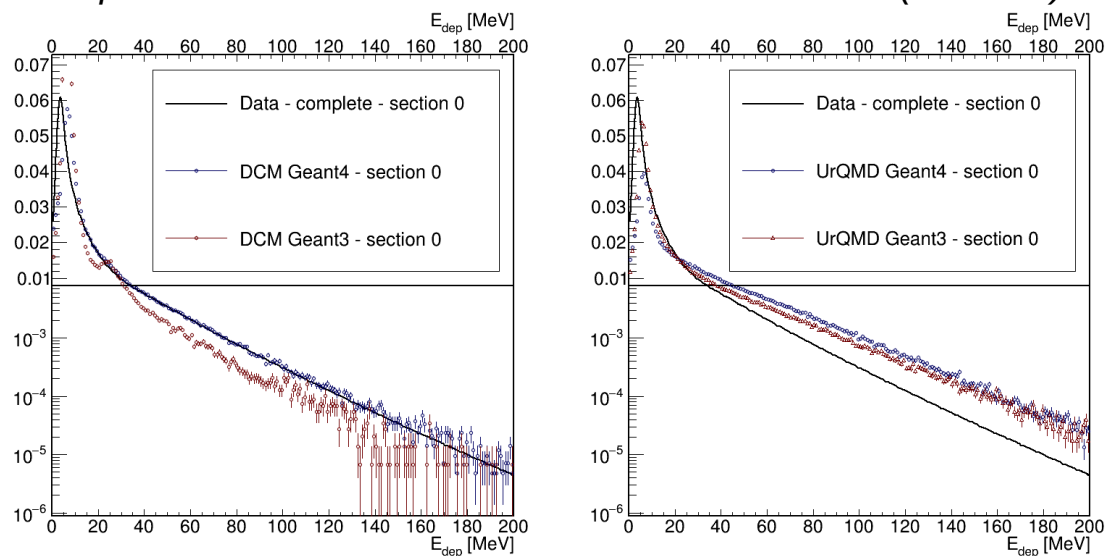 E_dep [MeV]
0 20 40 60 80 100 120 140 160 180 200
0.07
0.06
0.05
0.04
0.03
0.02
0.01
10^−3
10^−4
10^−5
10^−6
Data - complete - section 0
DCM Geant4 - section 0
DCM Geant3 - section 0
0 20 40 60 80 100 120 140 160 180 200
E_dep [MeV]
E_dep [MeV]
0 20 40 60 80 100 120 140 160 180 200
0.07
0.06
0.05
0.04
0.03
0.02
0.01
10^−3
10^−4
10^−5
10^−6
Data - complete - section 0
UrQMD Geant4 - section 0
UrQMD Geant3 - section 0
0 20 40 60 80 100 120 140 160 180 200
E_dep [MeV]